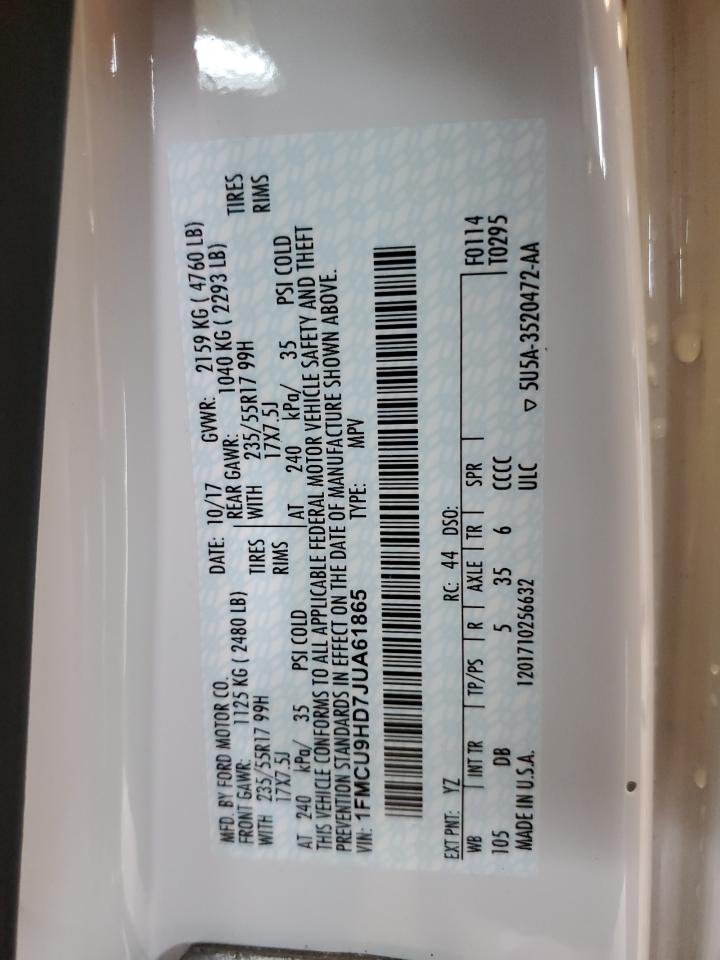 MFD. BY FORD MOTOR CO.
DATE: 10/17 GVWR: 2159 KG ( 4760 LB)
FRONT GAWR: 1125 KG ( 2480 LB) REAR GAWR: 1040 KG ( 2293 LB)
WITH 235/55R17 99H TIRES WITH 235/55R17 99H TIRES
17X7.5J RIMS 17X7.5J RIMS
AT 240 kPa/ 35 PSI COLD AT 240 kPa/ 35 PSI COLD
THIS VEHICLE CONFORMS TO ALL APPLICABLE FEDERAL MOTOR VEHICLE SAFETY AND THEFT
PREVENTION STANDARDS IN EFFECT ON THE DATE OF MANUFACTURE SHOWN ABOVE.
VIN: 1FMCU9HD7JUA61865 TYPE: MPV
EXT PNT: YZ RC: 44 DSO:
WB INT TR TP/PS R AXLE TR SPR F0114
105 DB 5 35 6 CCCC T0295
MADE IN U.S.A. 1201710256632 ULC ▽ 5U5A-3520472-AA